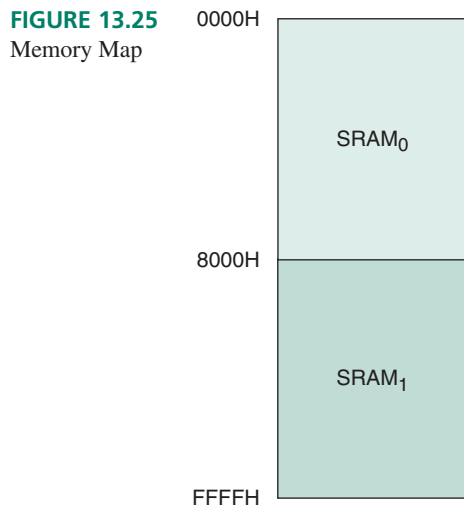 FIGURE 13.25
Memory Map
0000H
SRAM0
8000H
SRAM1
FFFFH